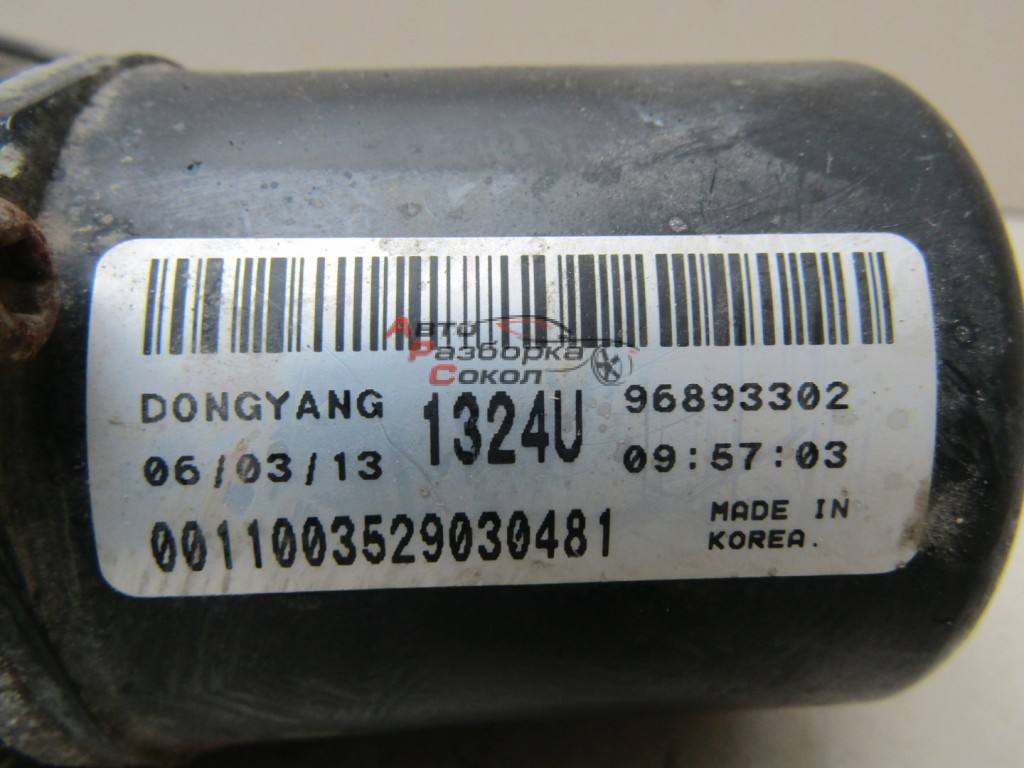 Авто
Разборка
Сокол
DONGYANG 1324U 96893302
06/03/13 09:57:03
0011003529030481 MADE IN
KOREA.